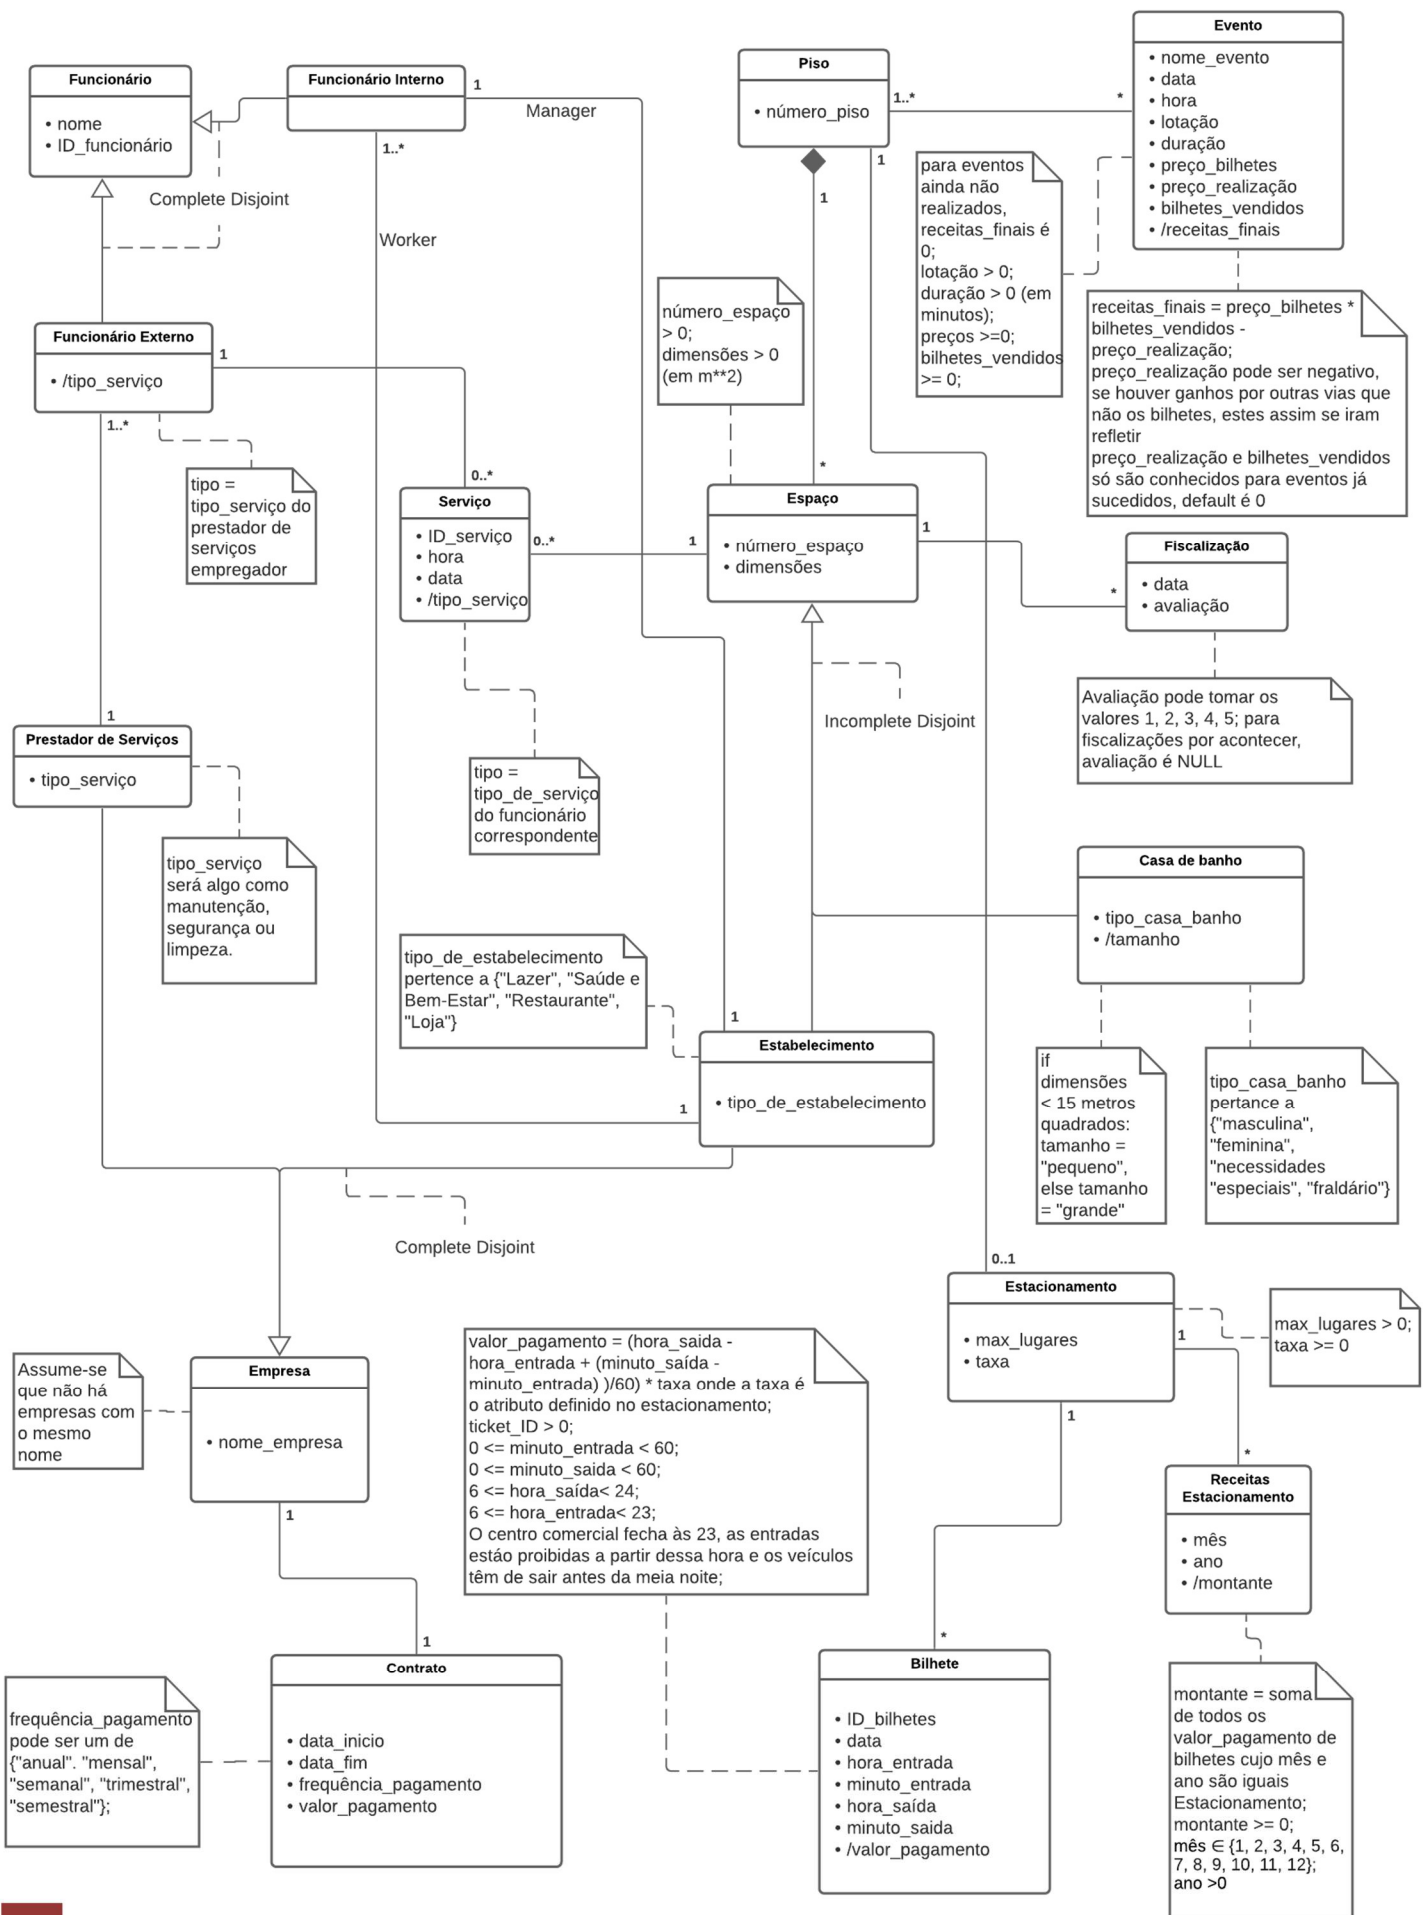 Funcionário
• nome
• ID_funcionário
Funcionário Interno
1
Manager
1..*
Worker
Complete Disjoint
Piso
• número_piso
1..*
*
1
1
Evento
• nome_evento
• data
• hora
• lotação
• duração
• preço_bilhetes
• preço_realização
• bilhetes_vendidos
• /receitas_finais
para eventos
ainda não
realizados,
receitas_finais é
0;
lotação > 0;
duração > 0 (em
minutos);
preços >=0;
bilhetes_vendidos
>= 0;
receitas_finais = preço_bilhetes *
bilhetes_vendidos -
preço_realização;
preço_realização pode ser negativo,
se houver ganhos por outras vias que
não os bilhetes, estes assim se iram
refletir
preço_realização e bilhetes_vendidos
só são conhecidos para eventos já
sucedidos, default é 0
número_espaço
> 0;
dimensões > 0
(em m**2)
Funcionário Externo
• /tipo_serviço
1
1..*
0..*
tipo =
tipo_serviço do
prestador de
serviços
empregador
Serviço
• ID_serviço
• hora
• data
• /tipo_serviço
0..*
1
*
Espaço
• número_espaço
• dimensões
1
*
Fiscalização
• data
• avaliação
Avaliação pode tomar os
valores 1, 2, 3, 4, 5; para
fiscalizações por acontecer,
avaliação é NULL
Incomplete Disjoint
1
Prestador de Serviços
• tipo_serviço
tipo =
tipo_de_serviço
do funcionário
correspondente
tipo_serviço
será algo como
manutenção,
segurança ou
limpeza.
Casa de banho
• tipo_casa_banho
• /tamanho
tipo_de_estabelecimento
pertence a {"Lazer", "Saúde e
Bem-Estar", "Restaurante",
"Loja"}
1
Estabelecimento
• tipo_de_estabelecimento
1
if
dimensões
< 15 metros
quadrados:
tamanho =
"pequeno",
else tamanho
= "grande"
tipo_casa_banho
pertance a
{"masculina",
"feminina",
"necessidades
"especiais", "fraldário"}
Complete Disjoint
0..1
Estacionamento
• max_lugares
• taxa
1
1
max_lugares > 0;
taxa >= 0
Assume-se
que não há
empresas com
o mesmo
nome
Empresa
• nome_empresa
1
valor_pagamento = (hora_saida -
hora_entrada + (minuto_saída -
minuto_entrada) )/60) * taxa onde a taxa é
o atributo definido no estacionamento;
ticket_ID > 0;
0 <= minuto_entrada < 60;
0 <= minuto_saida < 60;
6 <= hora_saída< 24;
6 <= hora_entrada< 23;
O centro comercial fecha às 23, as entradas
estáo proibidas a partir dessa hora e os veículos
têm de sair antes da meia noite;
*
Receitas
Estacionamento
• mês
• ano
• /montante
1
Contrato
• data_inicio
• data_fim
• frequência_pagamento
• valor_pagamento
frequência_pagamento
pode ser um de
{"anual". "mensal",
"semanal", "trimestral",
"semestral"};
*
Bilhete
• ID_bilhetes
• data
• hora_entrada
• minuto_entrada
• hora_saída
• minuto_saida
• /valor_pagamento
montante = soma
de todos os
valor_pagamento de
bilhetes cujo mês e
ano são iguais
Estacionamento;
montante >= 0;
mês ∈ {1, 2, 3, 4, 5, 6,
7, 8, 9, 10, 11, 12};
ano >0